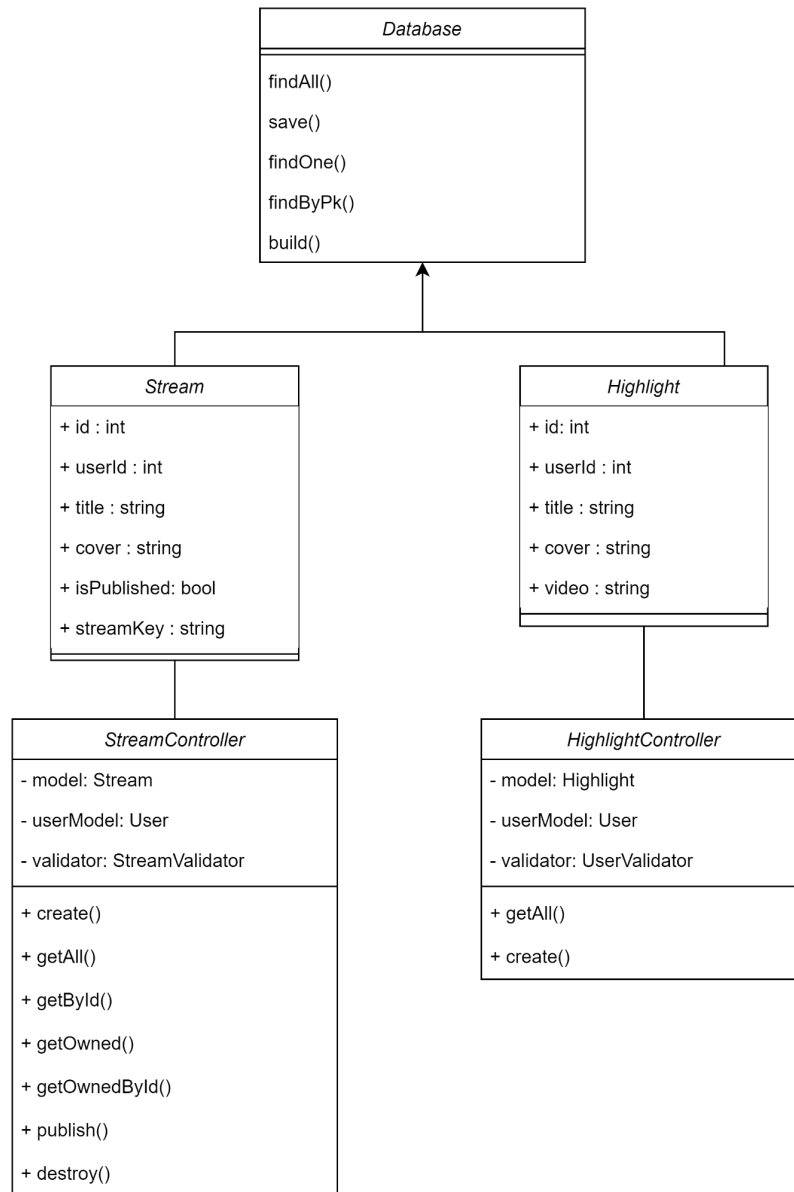 Database
findAll()
save()
findOne()
findByPk()
build()
Stream
+ id : int
+ userId : int
+ title : string
+ cover : string
+ isPublished: bool
+ streamKey : string
Highlight
+ id: int
+ userId : int
+ title : string
+ cover : string
+ video : string
StreamController
- model: Stream
- userModel: User
- validator: StreamValidator
+ create()
+ getAll()
+ getById()
+ getOwned()
+ getOwnedById()
+ publish()
+ destroy()
HighlightController
- model: Highlight
- userModel: User
- validator: UserValidator
+ getAll()
+ create()